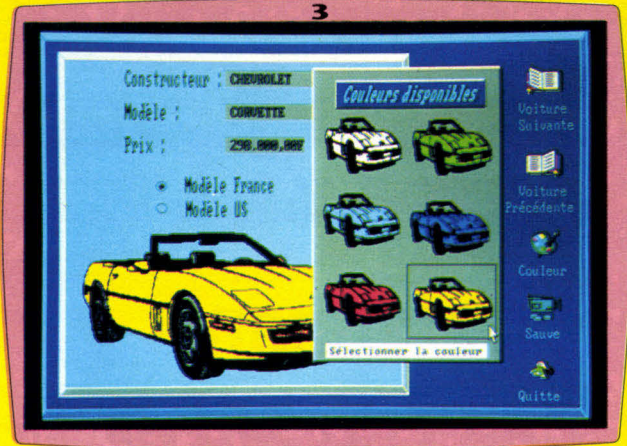 3
Constructeur : CHEVROLET
Modèle : CORVETTE
Prix : 290.000,00F
Modèle France
Modèle US
Couleurs disponibles
Sélectionner la couleur
Voiture
Suivante
Voiture
Précédente
Couleur
Sauve
Quitte